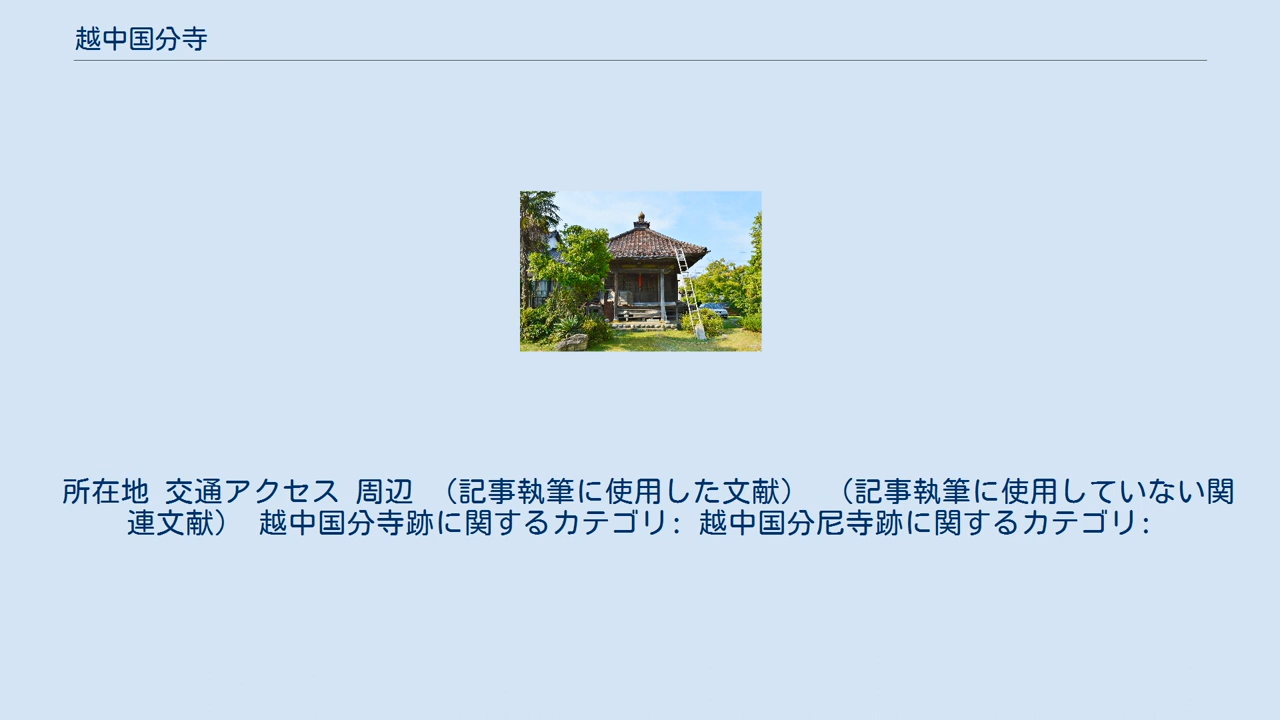 越中国分寺
所在地 交通アクセス 周辺 （記事執筆に使用した文献） （記事執筆に使用していない関
連文献） 越中国分寺跡に関するカテゴリ: 越中国分尼寺跡に関するカテゴリ: